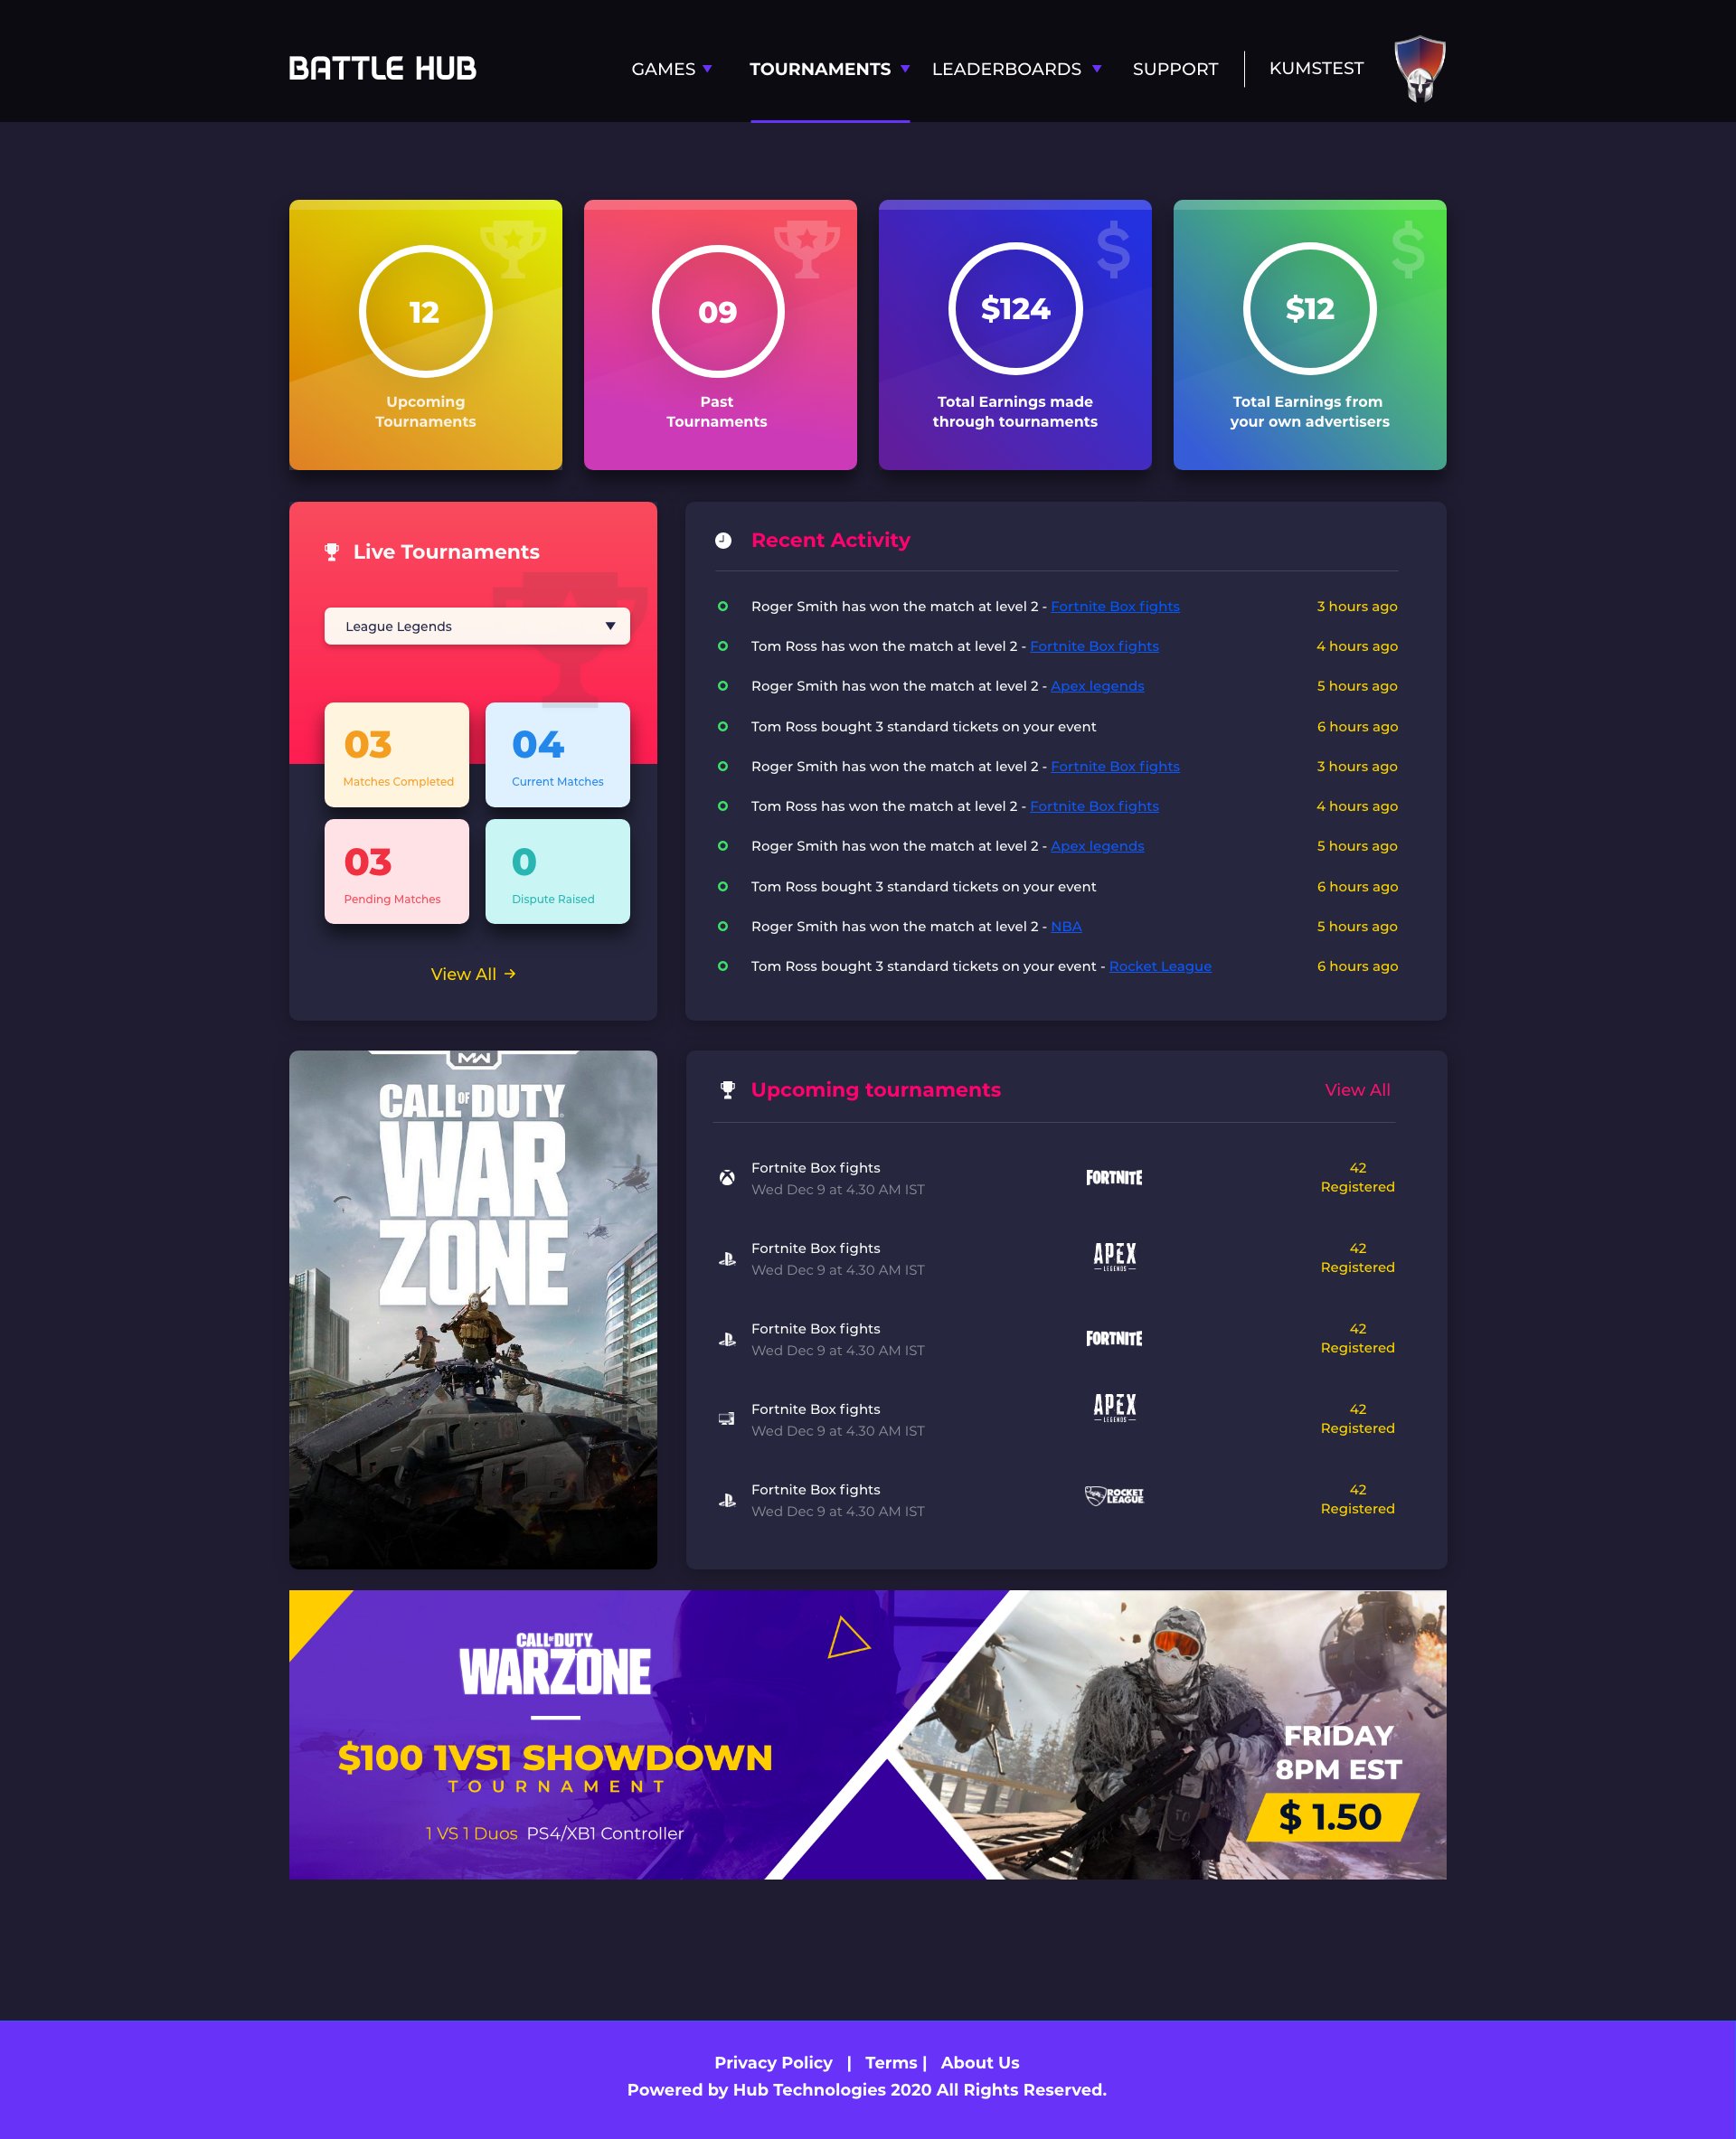 BATTLE HUB
GAMES TOURNAMENTS LEADERBOARDS SUPPORT KUMSTEST
12
Upcoming
Tournaments
09
Past
Tournaments
$124
Total Earnings made
through tournaments
$12
Total Earnings from
your own advertisers
Live Tournaments
League Legends
03
Matches Completed
04
Current Matches
03
Pending Matches
0
Dispute Raised
View All →
Recent Activity
Roger Smith has won the match at level 2 - Fortnite Box fights 3 hours ago
Tom Ross has won the match at level 2 - Fortnite Box fights 4 hours ago
Roger Smith has won the match at level 2 - Apex legends 5 hours ago
Tom Ross bought 3 standard tickets on your event 6 hours ago
Roger Smith has won the match at level 2 - Fortnite Box fights 3 hours ago
Tom Ross has won the match at level 2 - Fortnite Box fights 4 hours ago
Roger Smith has won the match at level 2 - Apex legends 5 hours ago
Tom Ross bought 3 standard tickets on your event 6 hours ago
Roger Smith has won the match at level 2 - NBA 5 hours ago
Tom Ross bought 3 standard tickets on your event - Rocket League 6 hours ago
MW
CALL OF DUTY
WAR
ZONE
Upcoming tournaments View All
Fortnite Box fights
Wed Dec 9 at 4.30 AM IST
FORTNITE
42
Registered
Fortnite Box fights
Wed Dec 9 at 4.30 AM IST
APEX
LEGENDS
42
Registered
Fortnite Box fights
Wed Dec 9 at 4.30 AM IST
FORTNITE
42
Registered
Fortnite Box fights
Wed Dec 9 at 4.30 AM IST
APEX
LEGENDS
42
Registered
Fortnite Box fights
Wed Dec 9 at 4.30 AM IST
ROCKET
LEAGUE
42
Registered
CALL OF DUTY
WARZONE
$100 1VS1 SHOWDOWN
TOURNAMENT
1 VS 1 Duos PS4/XB1 Controller
FRIDAY
8PM EST
$ 1.50
Privacy Policy | Terms | About Us
Powered by Hub Technologies 2020 All Rights Reserved.